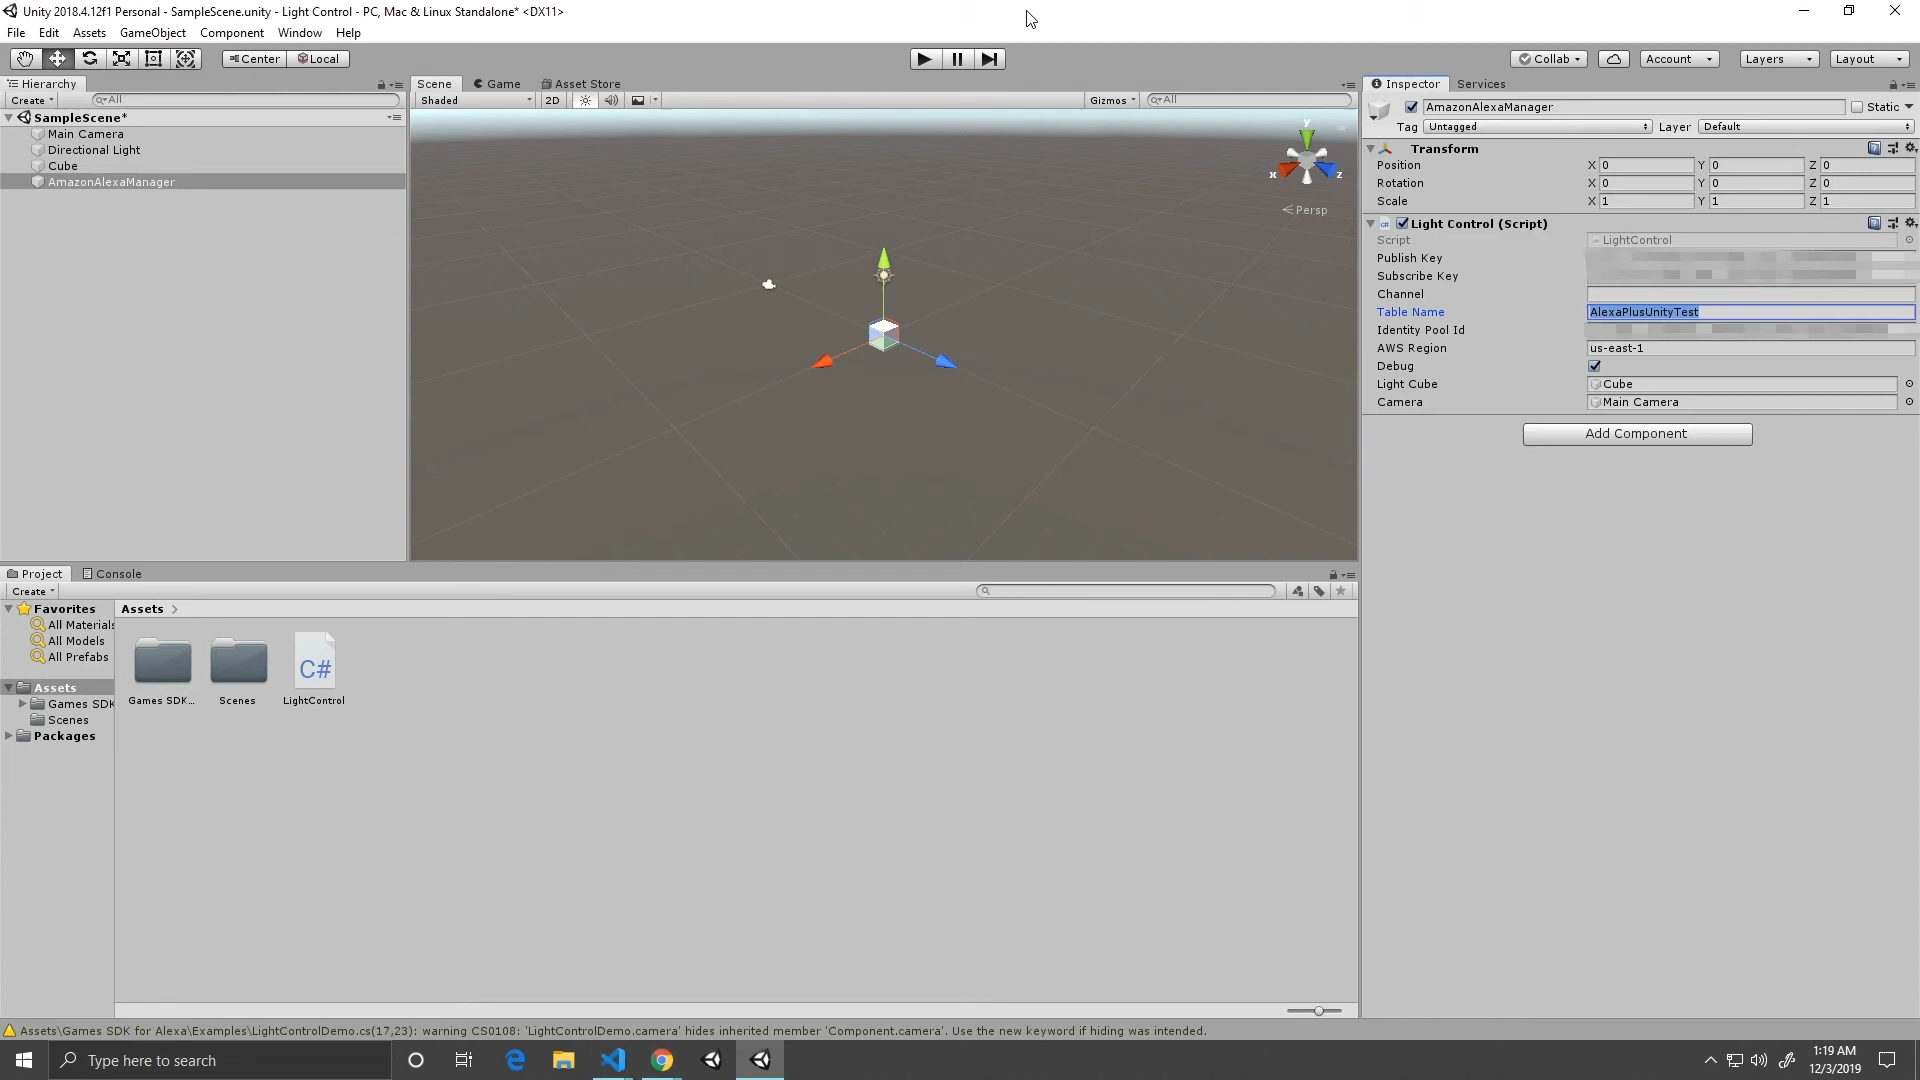 Unity 2018.4.12f1 Personal - SampleScene.unity - Light Control - PC, Mac & Linux Standalone* <DX11>
File Edit Assets GameObject Component Window Help
Center Local Collab Account Layers Layout
Hierarchy
Create All
SampleScene*
Main Camera
Directional Light
Cube
AmazonAlexaManager
Scene Game Asset Store
Shaded 2D Gizmos All
y
x z
Persp
Inspector Services
AmazonAlexaManager Static
Tag Untagged Layer Default
Transform
Position X 0 Y 0 Z 0
Rotation X 0 Y 0 Z 0
Scale X 1 Y 1 Z 1
Light Control (Script)
Script LightControl
Publish Key
Subscribe Key
Channel
Table Name AlexaPlusUnityTest
Identity Pool Id
AWS Region us-east-1
Debug
Light Cube Cube
Camera Main Camera
Add Component
Project Console
Create
Favorites
All Materials
All Models
All Prefabs
Assets
Games SDK
Scenes
Packages
Assets
C#
Games SDK... Scenes LightControl
Assets\Games SDK for Alexa\Examples\LightControlDemo.cs(17,23): warning CS0108: 'LightControlDemo.camera' hides inherited member 'Component.camera'. Use the new keyword if hiding was intended.
Type here to search
1:19 AM
12/3/2019